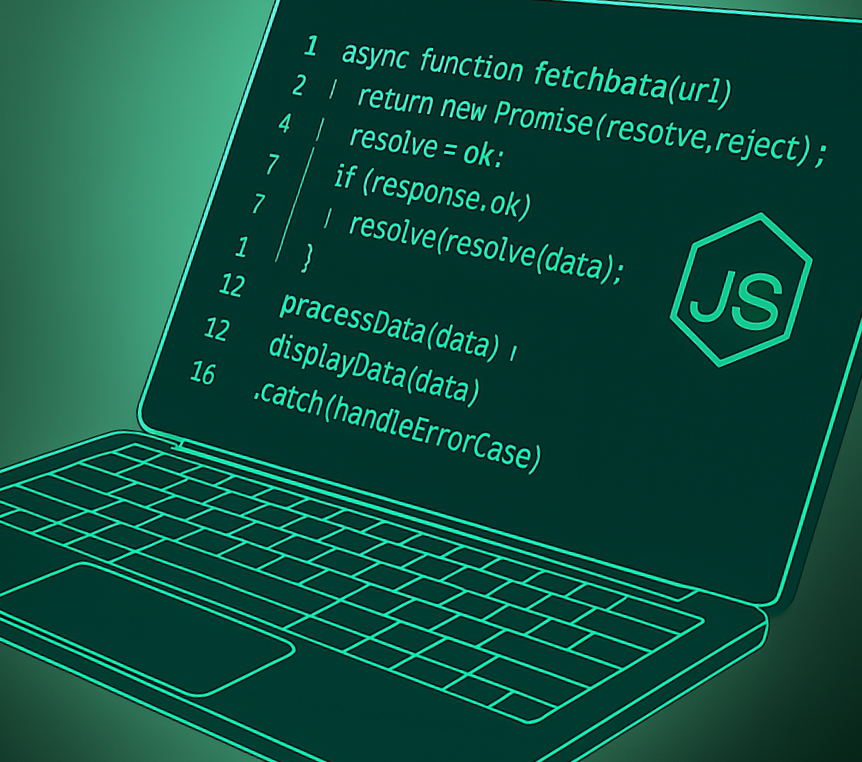 1 async function fetchbata(url)
2 return new Promise(resotve,reject);
4 resolve = ok:
7 if (response.ok)
7 resolve(resolve(data);
1 }
12 pracessData(data)
12 displayData(data)
16 .catch(handleErrorCase)
JS